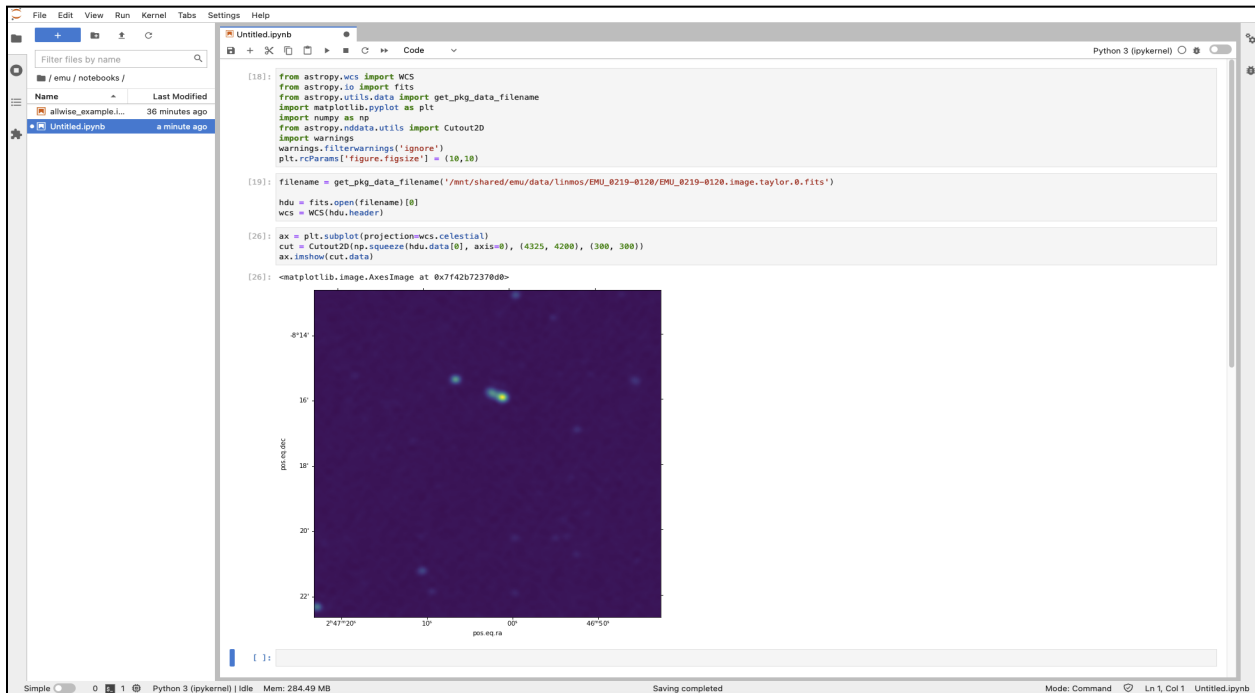 File Edit View Run Kernel Tabs Settings Help
Filter files by name
/ emu / notebooks /
Name Last Modified
allwise_example.i... 36 minutes ago
Untitled.ipynb a minute ago
Untitled.ipynb
Code
Python 3 (ipykernel)
[18]: from astropy.wcs import WCS
from astropy.io import fits
from astropy.utils.data import get_pkg_data_filename
import matplotlib.pyplot as plt
import numpy as np
from astropy.nddata.utils import Cutout2D
import warnings
warnings.filterwarnings('ignore')
plt.rcParams['figure.figsize'] = (10,10)
[19]: filename = get_pkg_data_filename('/mnt/shared/emu/data/linmos/EMU_0219-0120/EMU_0219-0120.image.taylor.0.fits')
hdu = fits.open(filename)[0]
wcs = WCS(hdu.header)
[26]: ax = plt.subplot(projection=wcs.celestial)
cut = Cutout2D(np.squeeze(hdu.data[0], axis=0), (4325, 4200), (300, 300))
ax.imshow(cut.data)
[26]: <matplotlib.image.AxesImage at 0x7f42b72370d0>
-8°14'
16'
18'
20'
22'
pos.eq.dec
2ʰ47ᵐ20ˢ 10ˢ 00ˢ 46ᵐ50ˢ
pos.eq.ra
[ ]:
Simple 0 1 Python 3 (ipykernel) | Idle Mem: 284.49 MB Saving completed Mode: Command Ln 1, Col 1 Untitled.ipynb